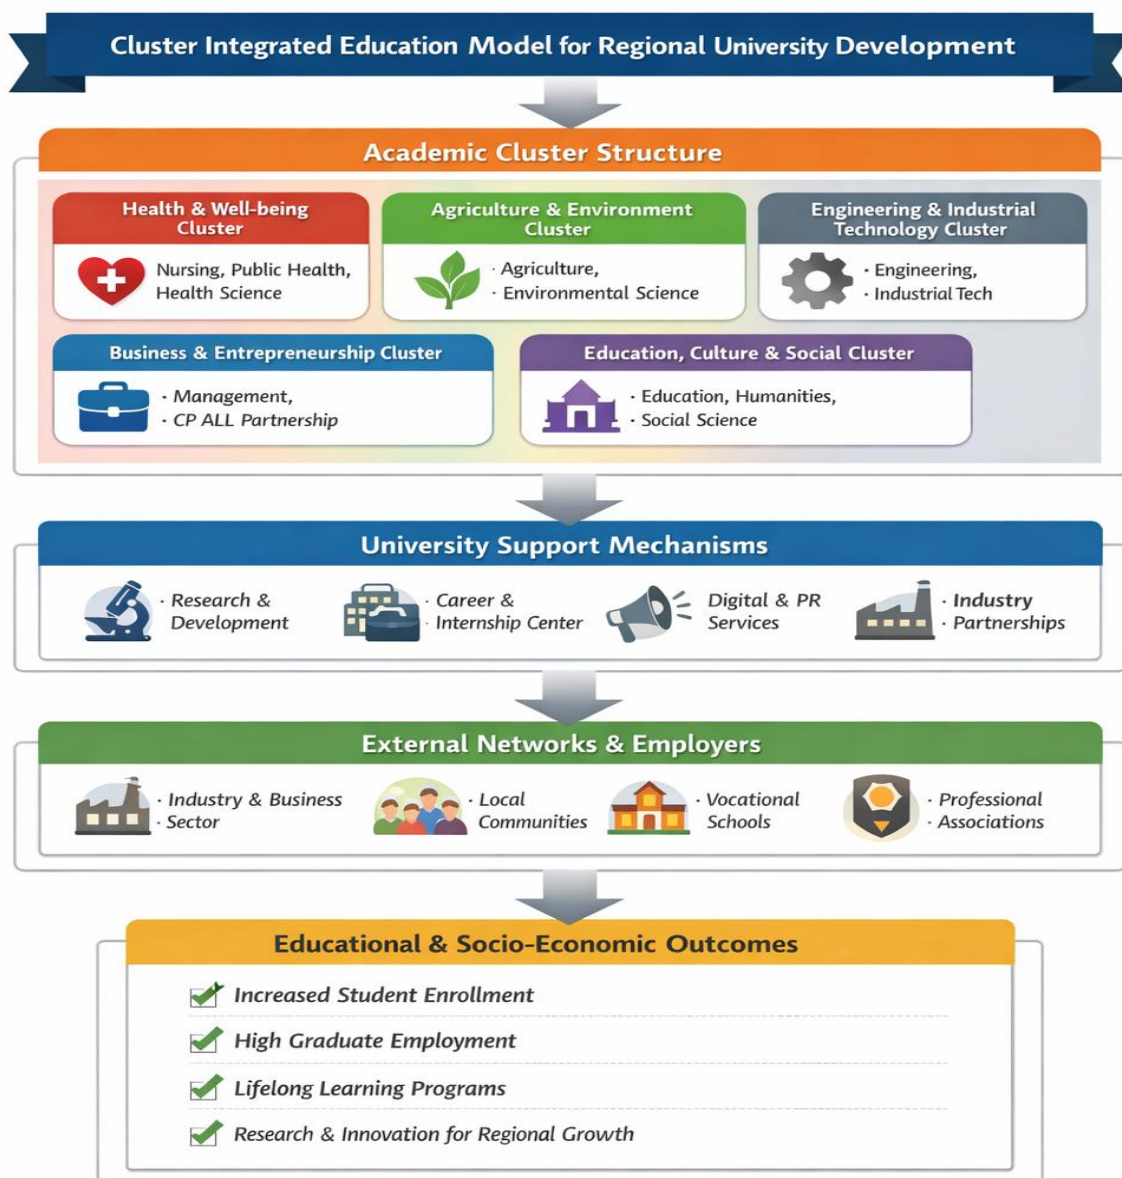 Cluster Integrated Education Model for Regional University Development
Academic Cluster Structure
Health & Well-being
Cluster
Nursing, Public Health,
Health Science
Agriculture & Environment
Cluster
· Agriculture,
· Environmental Science
Engineering & Industrial
Technology Cluster
· Engineering,
· Industrial Tech
Business & Entrepreneurship Cluster
· Management,
· CP ALL Partnership
Education, Culture & Social Cluster
· Education, Humanities,
· Social Science
University Support Mechanisms
· Research &
Development
· Career &
· Internship Center
Digital & PR
Services
· Industry
· Partnerships
External Networks & Employers
· Industry & Business
· Sector
· Local
Communities
· Vocational
Schools
· Professional
· Associations
Educational & Socio-Economic Outcomes
Increased Student Enrollment
High Graduate Employment
Lifelong Learning Programs
Research & Innovation for Regional Growth